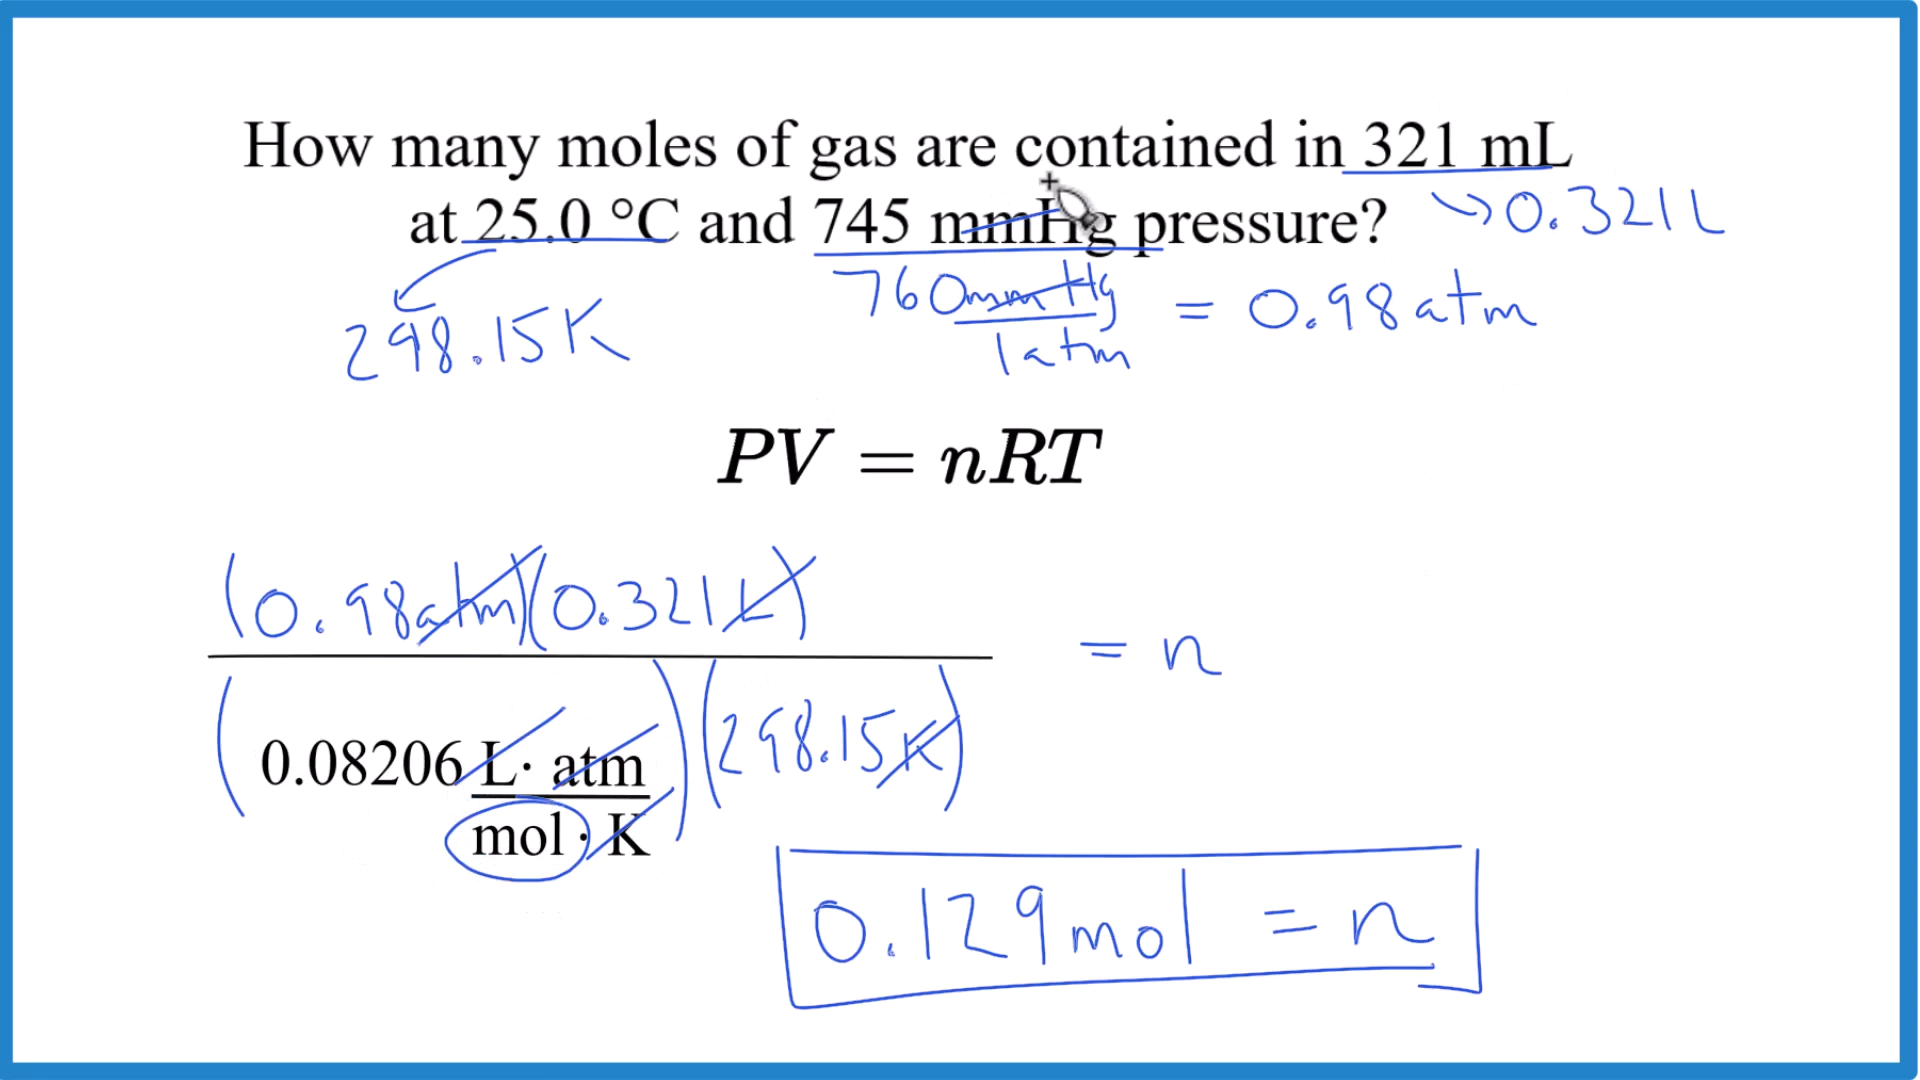 How many moles of gas are contained in 321 mL
at 25.0 °C and 745 mmHg pressure?
→ 0.321L
298.15K
760mmHg
1atm
= 0.98atm
PV = nRT
(0.98atm)(0.321L)
= n
(0.08206 L· atm
mol · K)
(298.15K)
0.129mol = n